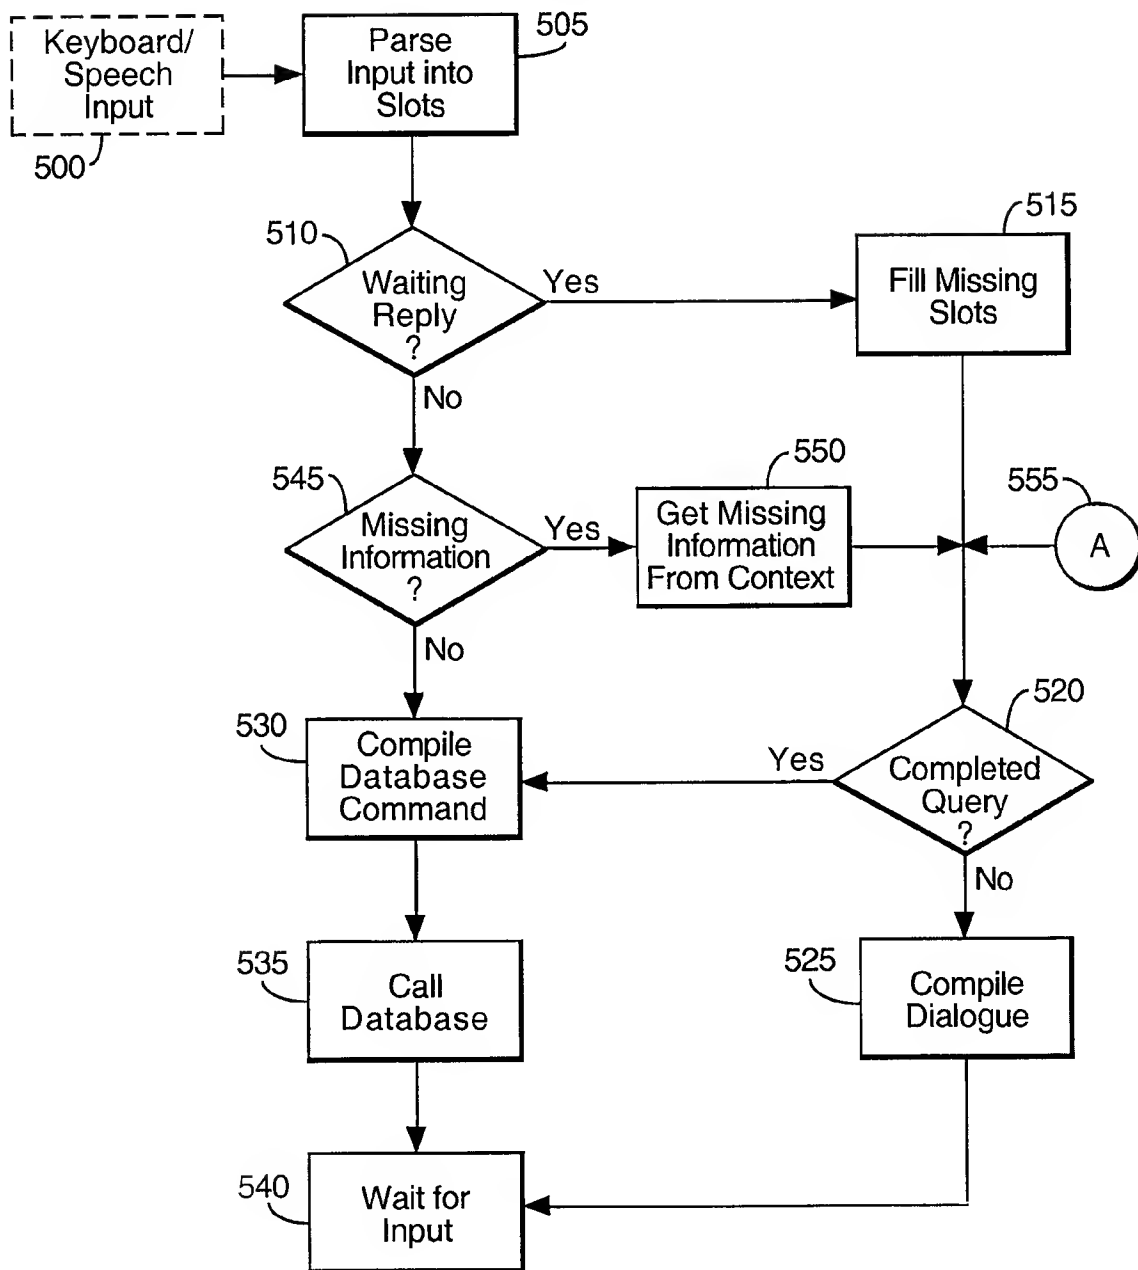 Keyboard/
Speech
Input
500
Parse
Input into
Slots
505
510
Waiting
Reply
?
Yes
No
515
Fill Missing
Slots
545
Missing
Information
?
Yes
No
550
Get Missing
Information
From Context
555
A
530
Compile
Database
Command
520
Completed
Query
?
Yes
No
535
Call
Database
525
Compile
Dialogue
540
Wait for
Input